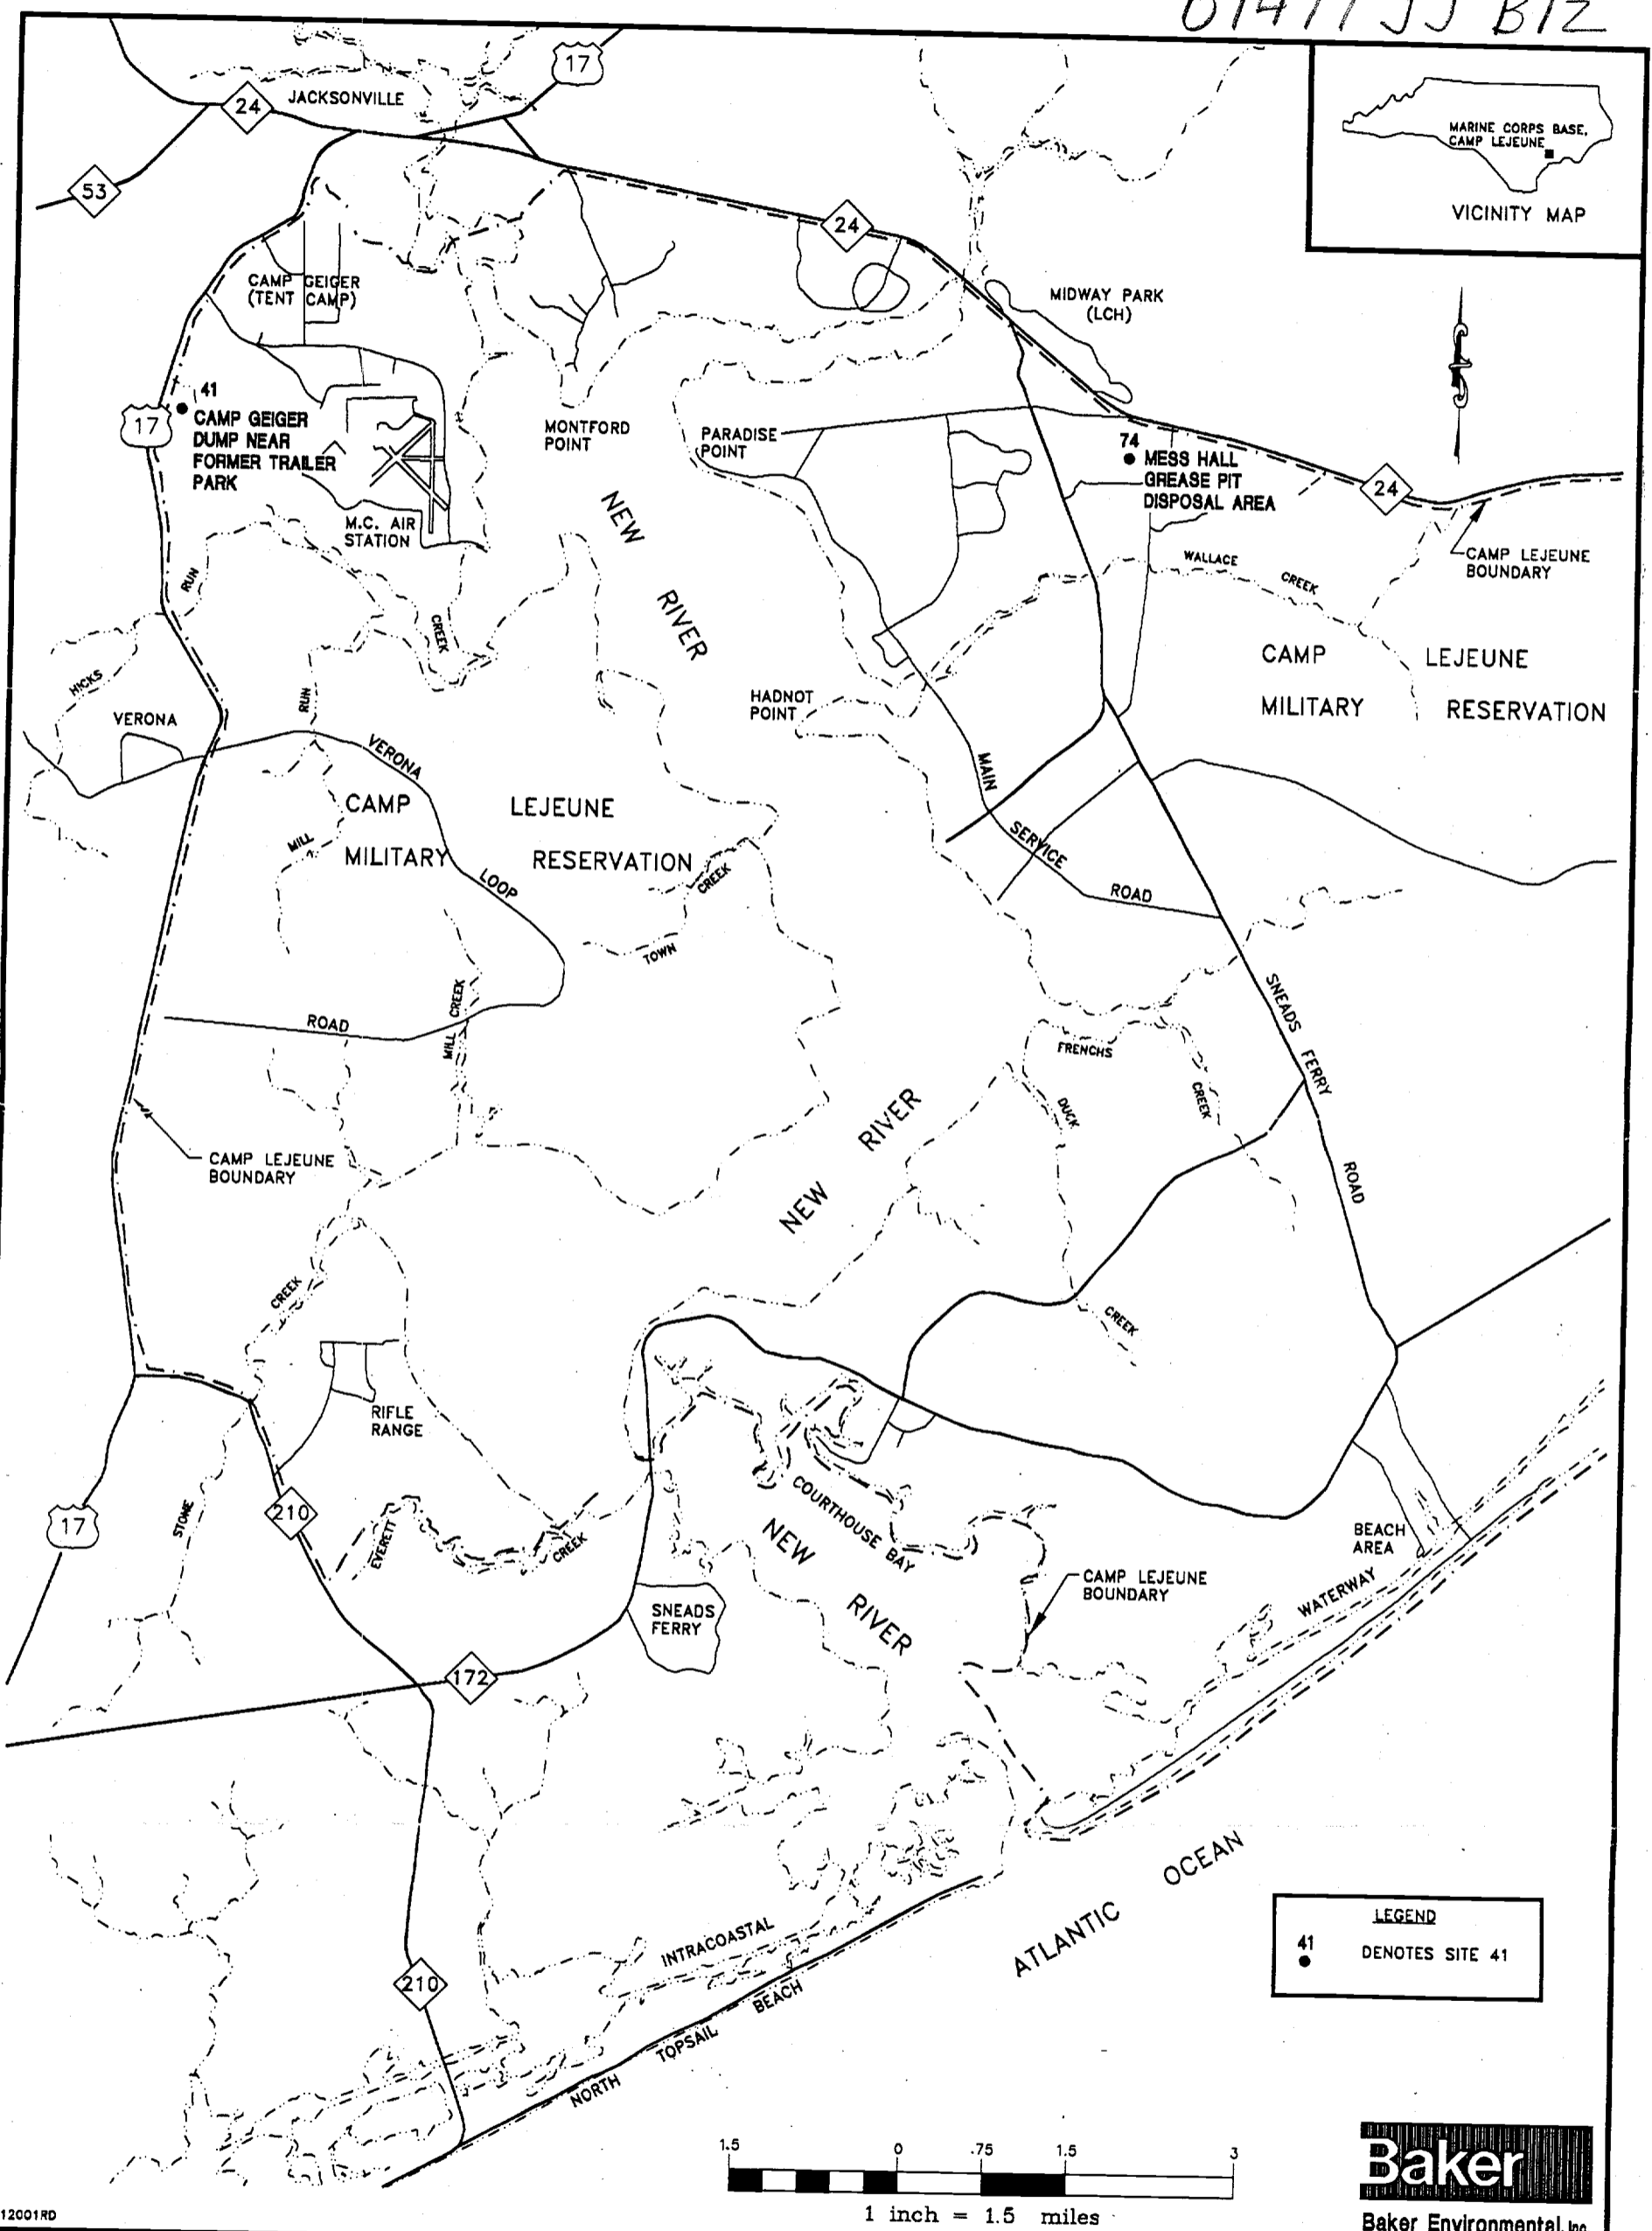 01477 JJ B1Z
17
24
JACKSONVILLE
53
MARINE CORPS BASE,
CAMP LEJEUNE
VICINITY MAP
24
CAMP GEIGER
(TENT CAMP)
MIDWAY PARK
(LCH)
41
CAMP GEIGER
DUMP NEAR
FORMER TRAILER
PARK
17
MONTFORD
POINT
PARADISE
POINT
74
MESS HALL
GREASE PIT
DISPOSAL AREA
24
M.C. AIR
STATION
NEW
RIVER
CAMP LEJEUNE
BOUNDARY
WALLACE
CREEK
RUN
CREEK
HICKS
RUN
CAMP LEJEUNE
MILITARY RESERVATION
VERONA
HADNOT
POINT
VERONA
MAIN
CAMP LEJEUNE
MILITARY RESERVATION
MILL
LOOP
CREEK
SERVICE
ROAD
TOWN
SNEADS FERRY
MILL CREEK
ROAD
FRENCHS
CREEK
DUCK
RIVER
NEW
CAMP LEJEUNE
BOUNDARY
ROAD
CREEK
CREEK
RIFLE
RANGE
17
STONE
210
EVERETT
CREEK
COURTHOUSE BAY
NEW
RIVER
BEACH
AREA
CAMP LEJEUNE
BOUNDARY
WATERWAY
SNEADS
FERRY
172
OCEAN
ATLANTIC
INTRACOASTAL
LEGEND
41
DENOTES SITE 41
210
BEACH
TOPSAIL
NORTH
1.5 0 .75 1.5 3
1 inch = 1.5 miles
Baker
Baker Environmental, Inc.
12001RD